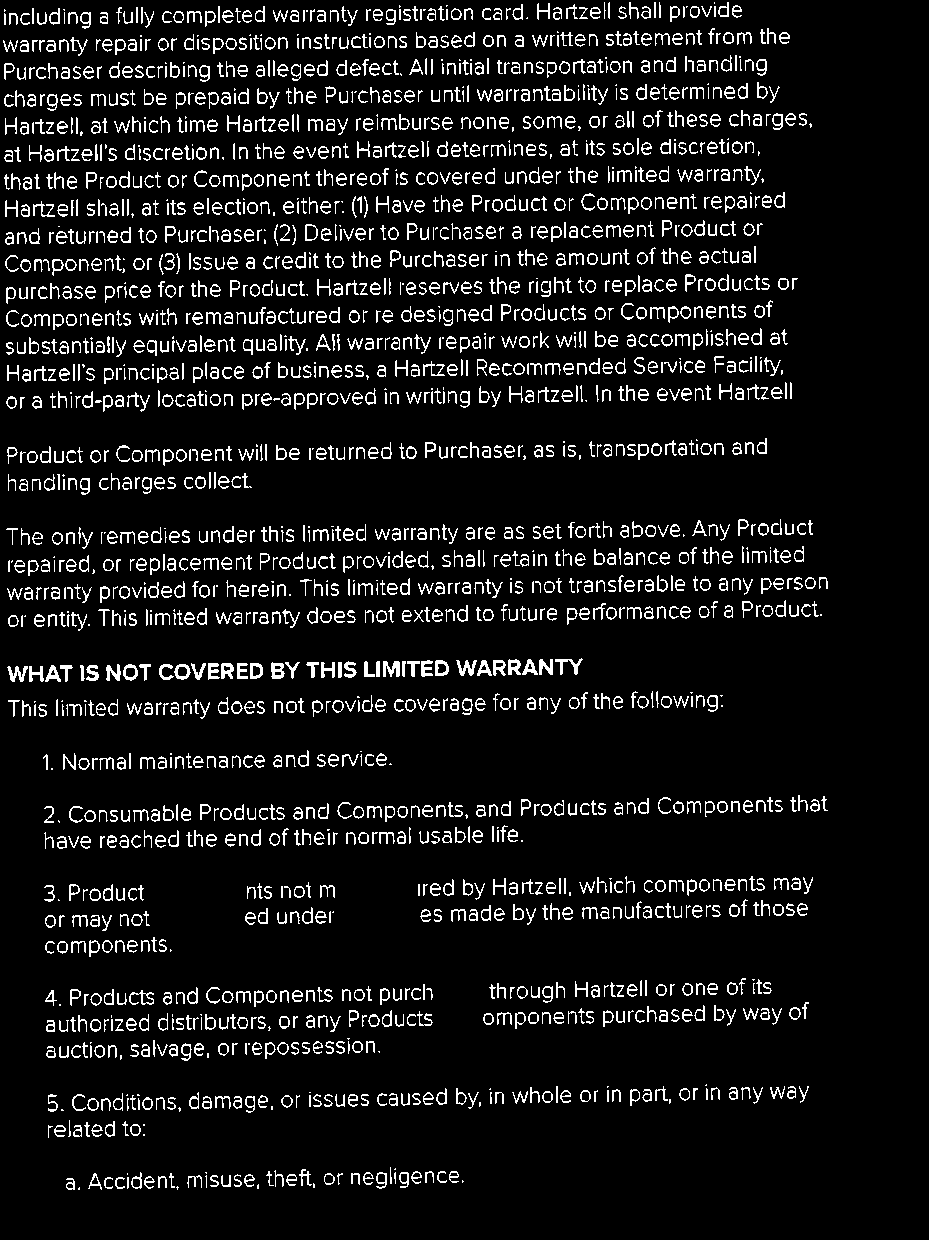 including a fully completed warranty registration card. Hartzell shall provide
warranty repair or disposition instructions based on a written statement from the
Purchaser describing the alleged defect. All initial transportation and handling
charges must be prepaid by the Purchaser until warrantability is determined by
Hartzell, at which time Hartzell may reimburse none, some, or all of these charges,
at Hartzell's discretion. In the event Hartzell determines, at its sole discretion,
that the Product or Component thereof is covered under the limited warranty,
Hartzell shall, at its election, either: (1) Have the Product or Component repaired
and returned to Purchaser; (2) Deliver to Purchaser a replacement Product or
Component; or (3) Issue a credit to the Purchaser in the amount of the actual
purchase price for the Product. Hartzell reserves the right to replace Products or
Components with remanufactured or re designed Products or Components of
substantially equivalent quality. All warranty repair work will be accomplished at
Hartzell's principal place of business, a Hartzell Recommended Service Facility,
or a third-party location pre-approved in writing by Hartzell. In the event Hartzell
Product or Component will be returned to Purchaser, as is, transportation and
handling charges collect.
The only remedies under this limited warranty are as set forth above. Any Product
repaired, or replacement Product provided, shall retain the balance of the limited
warranty provided for herein. This limited warranty is not transferable to any person
or entity. This limited warranty does not extend to future performance of a Product.
WHAT IS NOT COVERED BY THIS LIMITED WARRANTY
This limited warranty does not provide coverage for any of the following:
1. Normal maintenance and service.
2. Consumable Products and Components, and Products and Components that
have reached the end of their normal usable life.
3. Product nts not m red by Hartzell, which components may
or may not ed under es made by the manufacturers of those
components.
4. Products and Components not purch through Hartzell or one of its
authorized distributors, or any Products omponents purchased by way of
auction, salvage, or repossession.
5. Conditions, damage, or issues caused by, in whole or in part, or in any way
related to:
a. Accident, misuse, theft, or negligence.